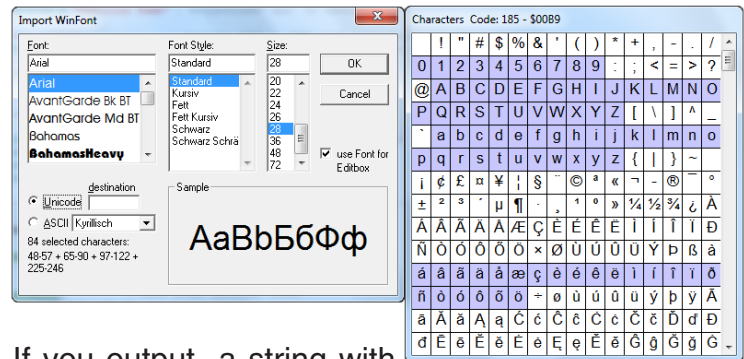 Import WinFont
Font:
Font Style:
Size:
Arial
Standard
28
OK
Cancel
Arial
AvantGarde Bk BT
AvantGarde Md BT
Bahamas
BahamasHeavy
Standard
Kursiv
Fett
Fett Kursiv
Schwarz
Schwarz Schrä
20
22
24
26
28
36
48
72
use Font for
Editbox
destination
Unicode
ASCII Kyrillisch
84 selected characters:
48-57 + 65-90 + 97-122 +
225-246
Sample
AaBbБбФф
Characters Code: 185 - $00B9
! " # $ % & ' ( ) * + , - . /
0 1 2 3 4 5 6 7 8 9 : ; < = > ?
@ A B C D E F G H I J K L M N O
P Q R S T U V W X Y Z [ \ ] ^ _
` a b c d e f g h i j k l m n o
p q r s t u v w x y z { | } ~
¡ ¢ £ ¤ ¥ ¦ § ¨ © ª « ¬ - ® ¯ °
± ² ³ ´ µ ¶ · ¸ ¹ º » ¼ ½ ¾ ¿ À
Á Â Ã Ä Å Æ Ç È É Ê Ë Ì Í Î Ï Ð
Ñ Ò Ó Ô Õ Ö × Ø Ù Ú Û Ü Ý Þ ß à
á â ã ä å æ ç è é ê ë ì í î ï ð
ñ ò ó ô õ ö ÷ ø ù ú û ü ý þ ÿ Ā
ā Ă ă Ą ą Ć ć Ĉ ĉ Ċ ċ Č č Ď ď Đ
đ Ē ē Ĕ ĕ Ė ė Ę ę Ě ě Ĝ ĝ Ğ ğ Ġ
If you output a string with